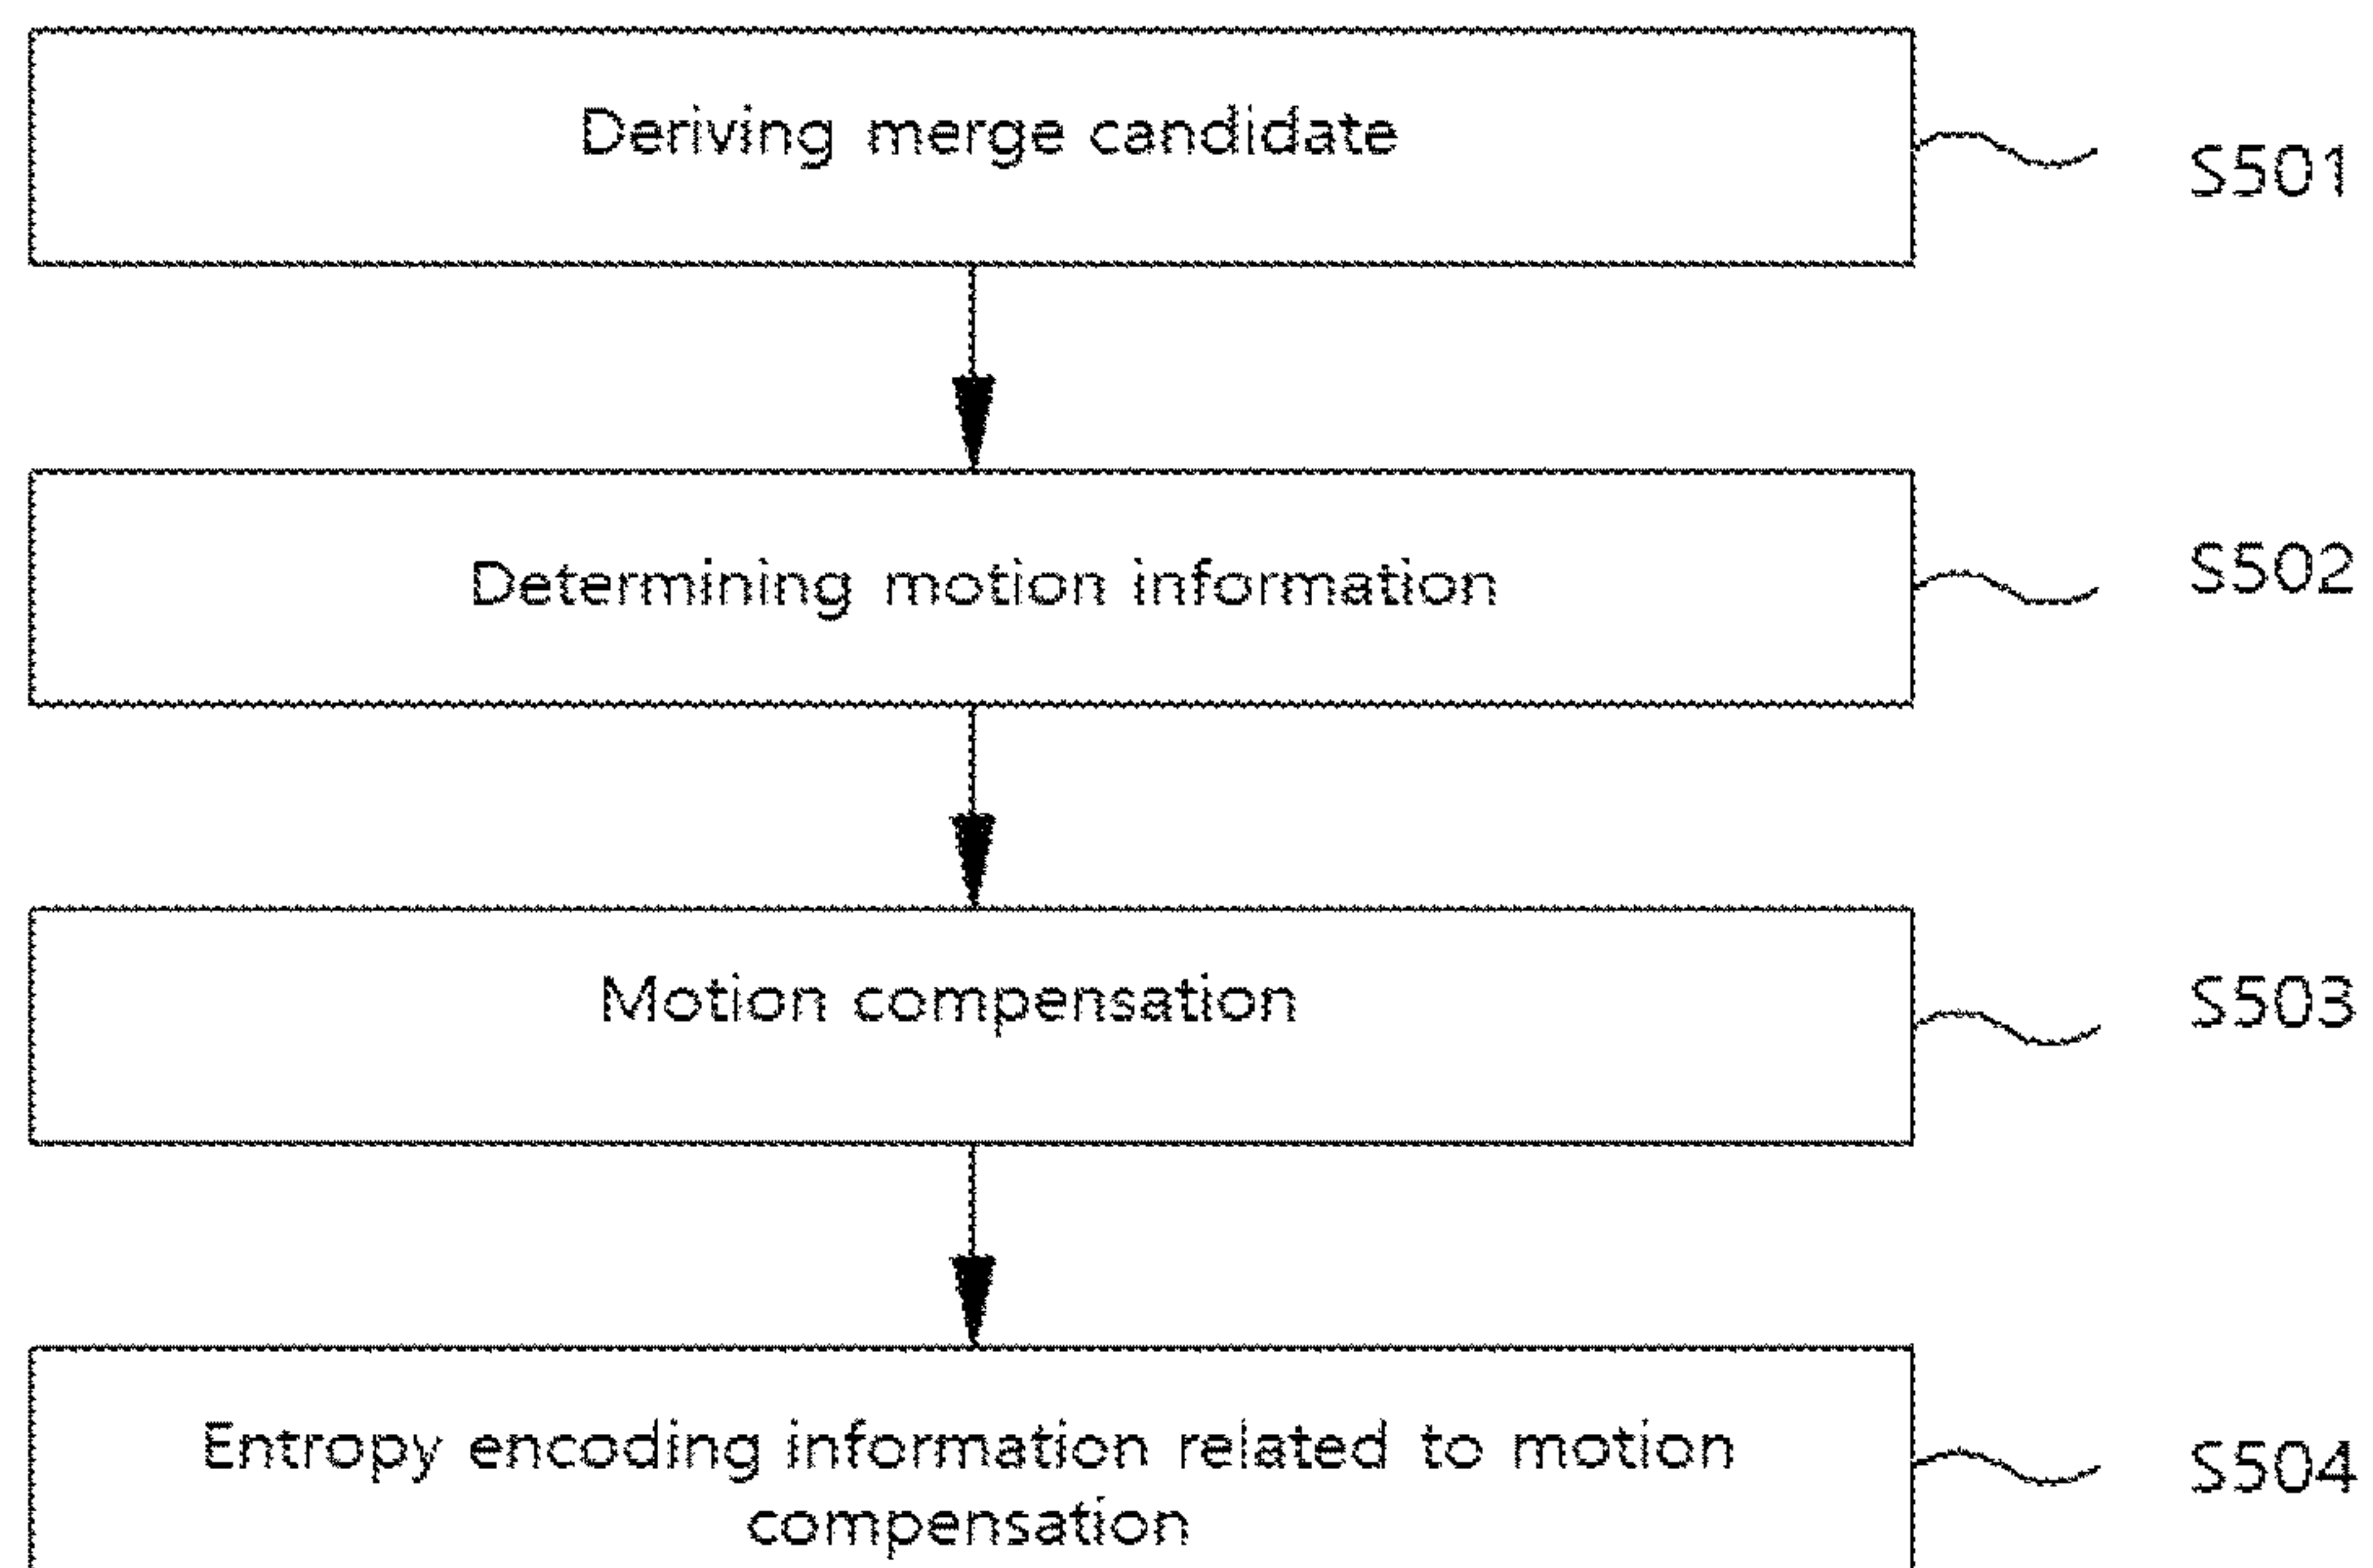 Deriving merge candidate
S501
Determining motion information
S502
Motion compensation
S503
Entropy encoding information related to motion
compensation
S504